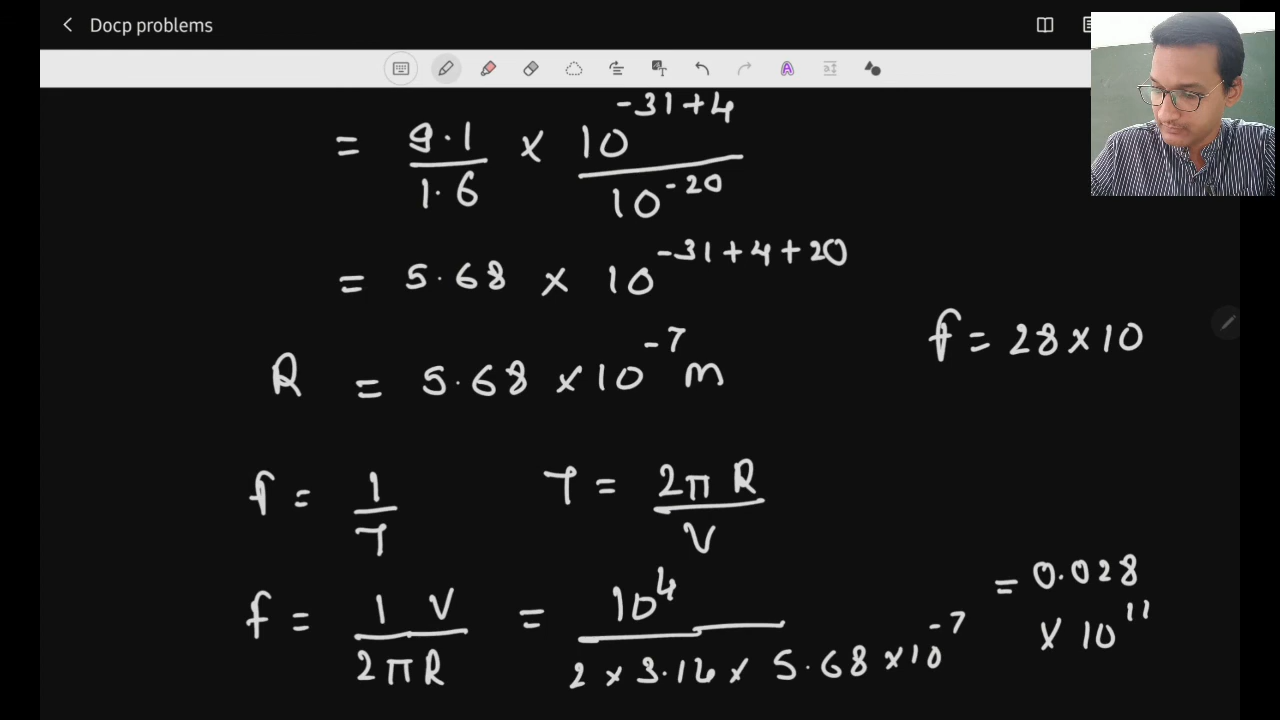 Docp problems
= 9.1/1.6 × 10^-31+4/10^-20
= 5.68 × 10^-31+4+20
R = 5.68 × 10^-7 m
f = 28 × 10
f = 1/T T = 2π R/V
f = 1 V/2πR = 10^4/2 × 3.14 × 5.68 × 10^-7 = 0.028 × 10^11